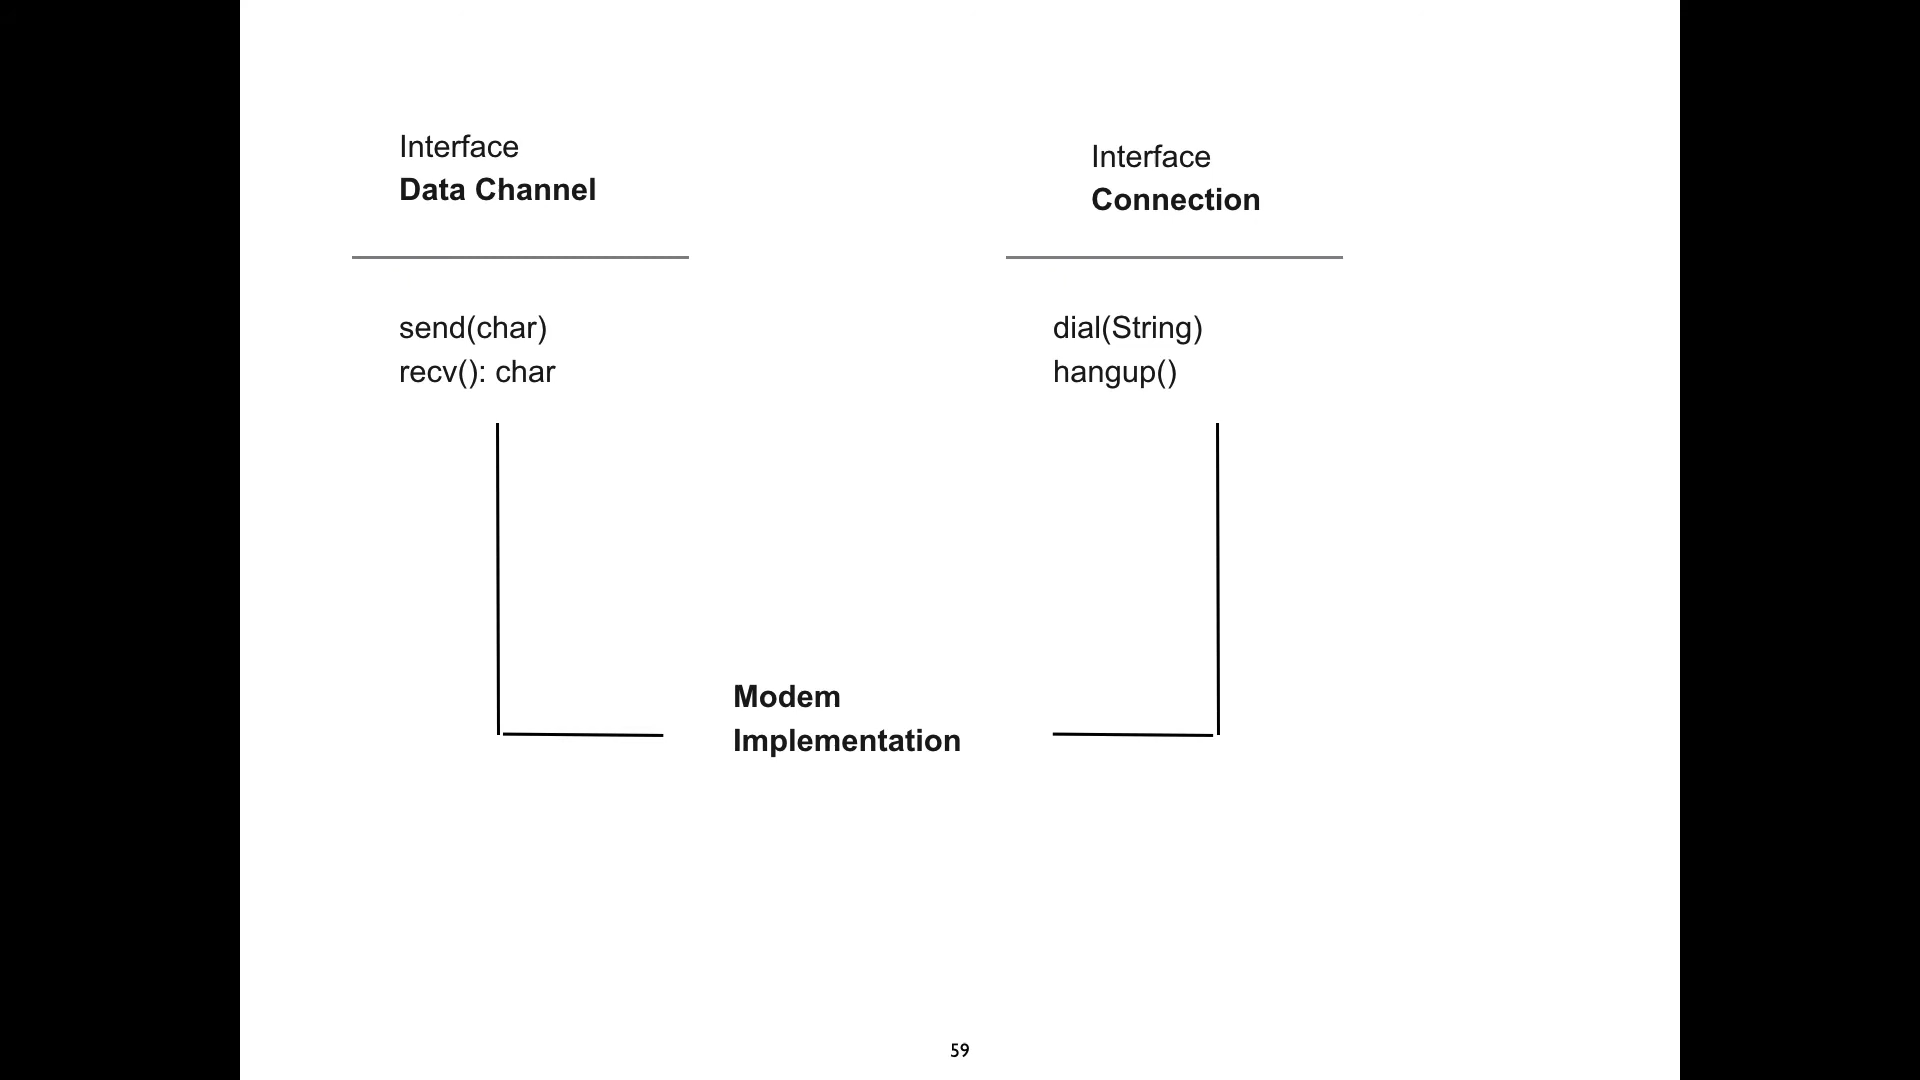 Interface
Data Channel
send(char)
recv(): char
Interface
Connection
dial(String)
hangup()
Modem
Implementation
59